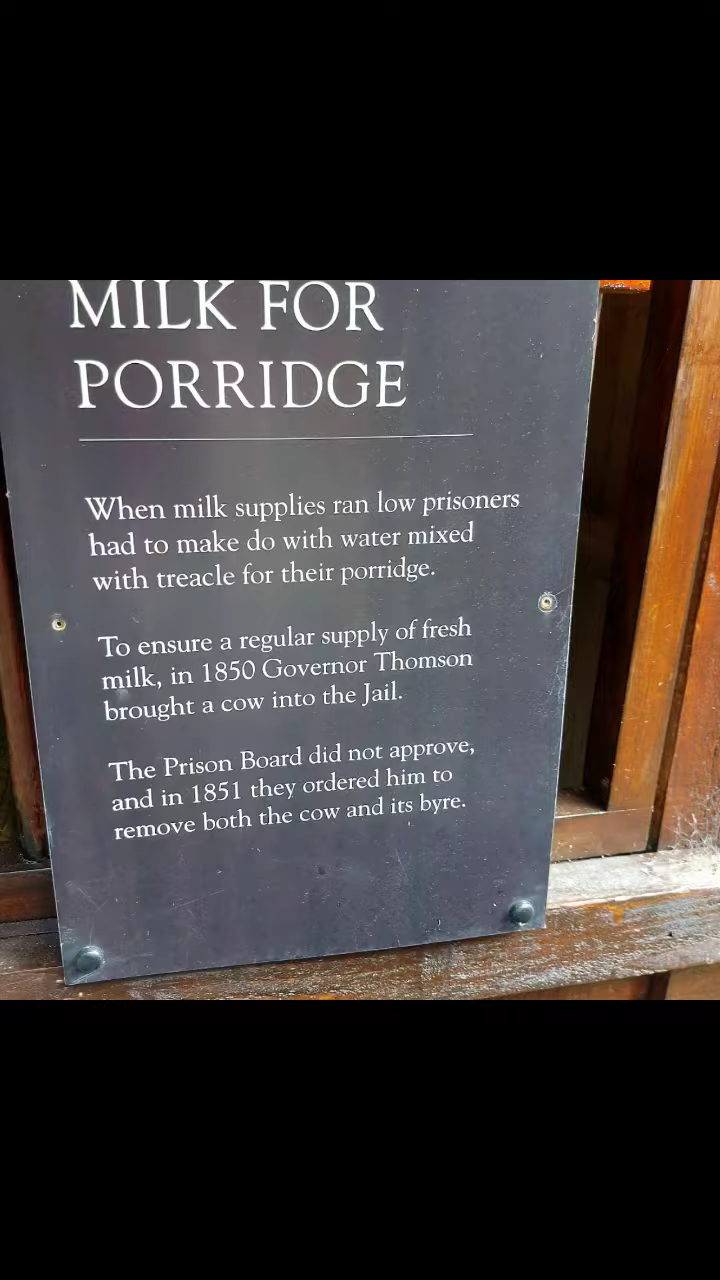 MILK FOR
PORRIDGE
When milk supplies ran low prisoners
had to make do with water mixed
with treacle for their porridge.
To ensure a regular supply of fresh
milk, in 1850 Governor Thomson
brought a cow into the Jail.
The Prison Board did not approve,
and in 1851 they ordered him to
remove both the cow and its byre.